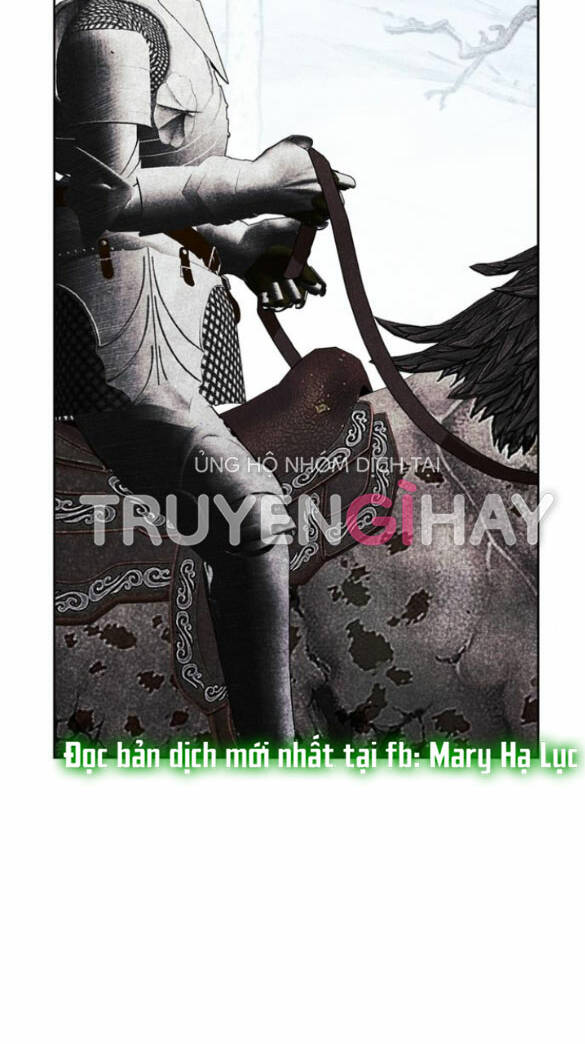 ỦNG HỘ NHÓM DỊCH TẠI
TRUYENGIHAY
Đọc bản dịch mới nhất tại fb: Mary Hạ Lục